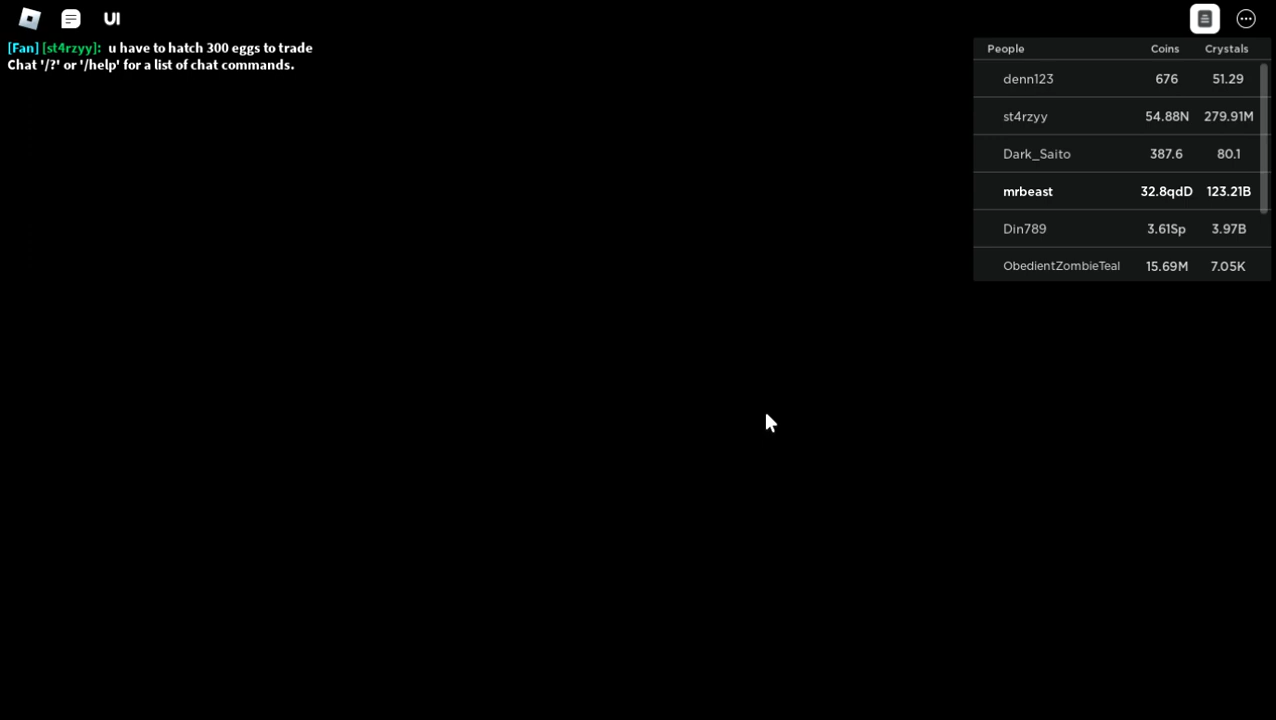 UI
[Fan] [st4rzyy]: u have to hatch 300 eggs to trade
Chat '/?' or '/help' for a list of chat commands.
People Coins Crystals
denn123 676 51.29
st4rzyy 54.88N 279.91M
Dark_Saito 387.6 80.1
mrbeast 32.8qdD 123.21B
Din789 3.61Sp 3.97B
ObedientZombieTeal 15.69M 7.05K